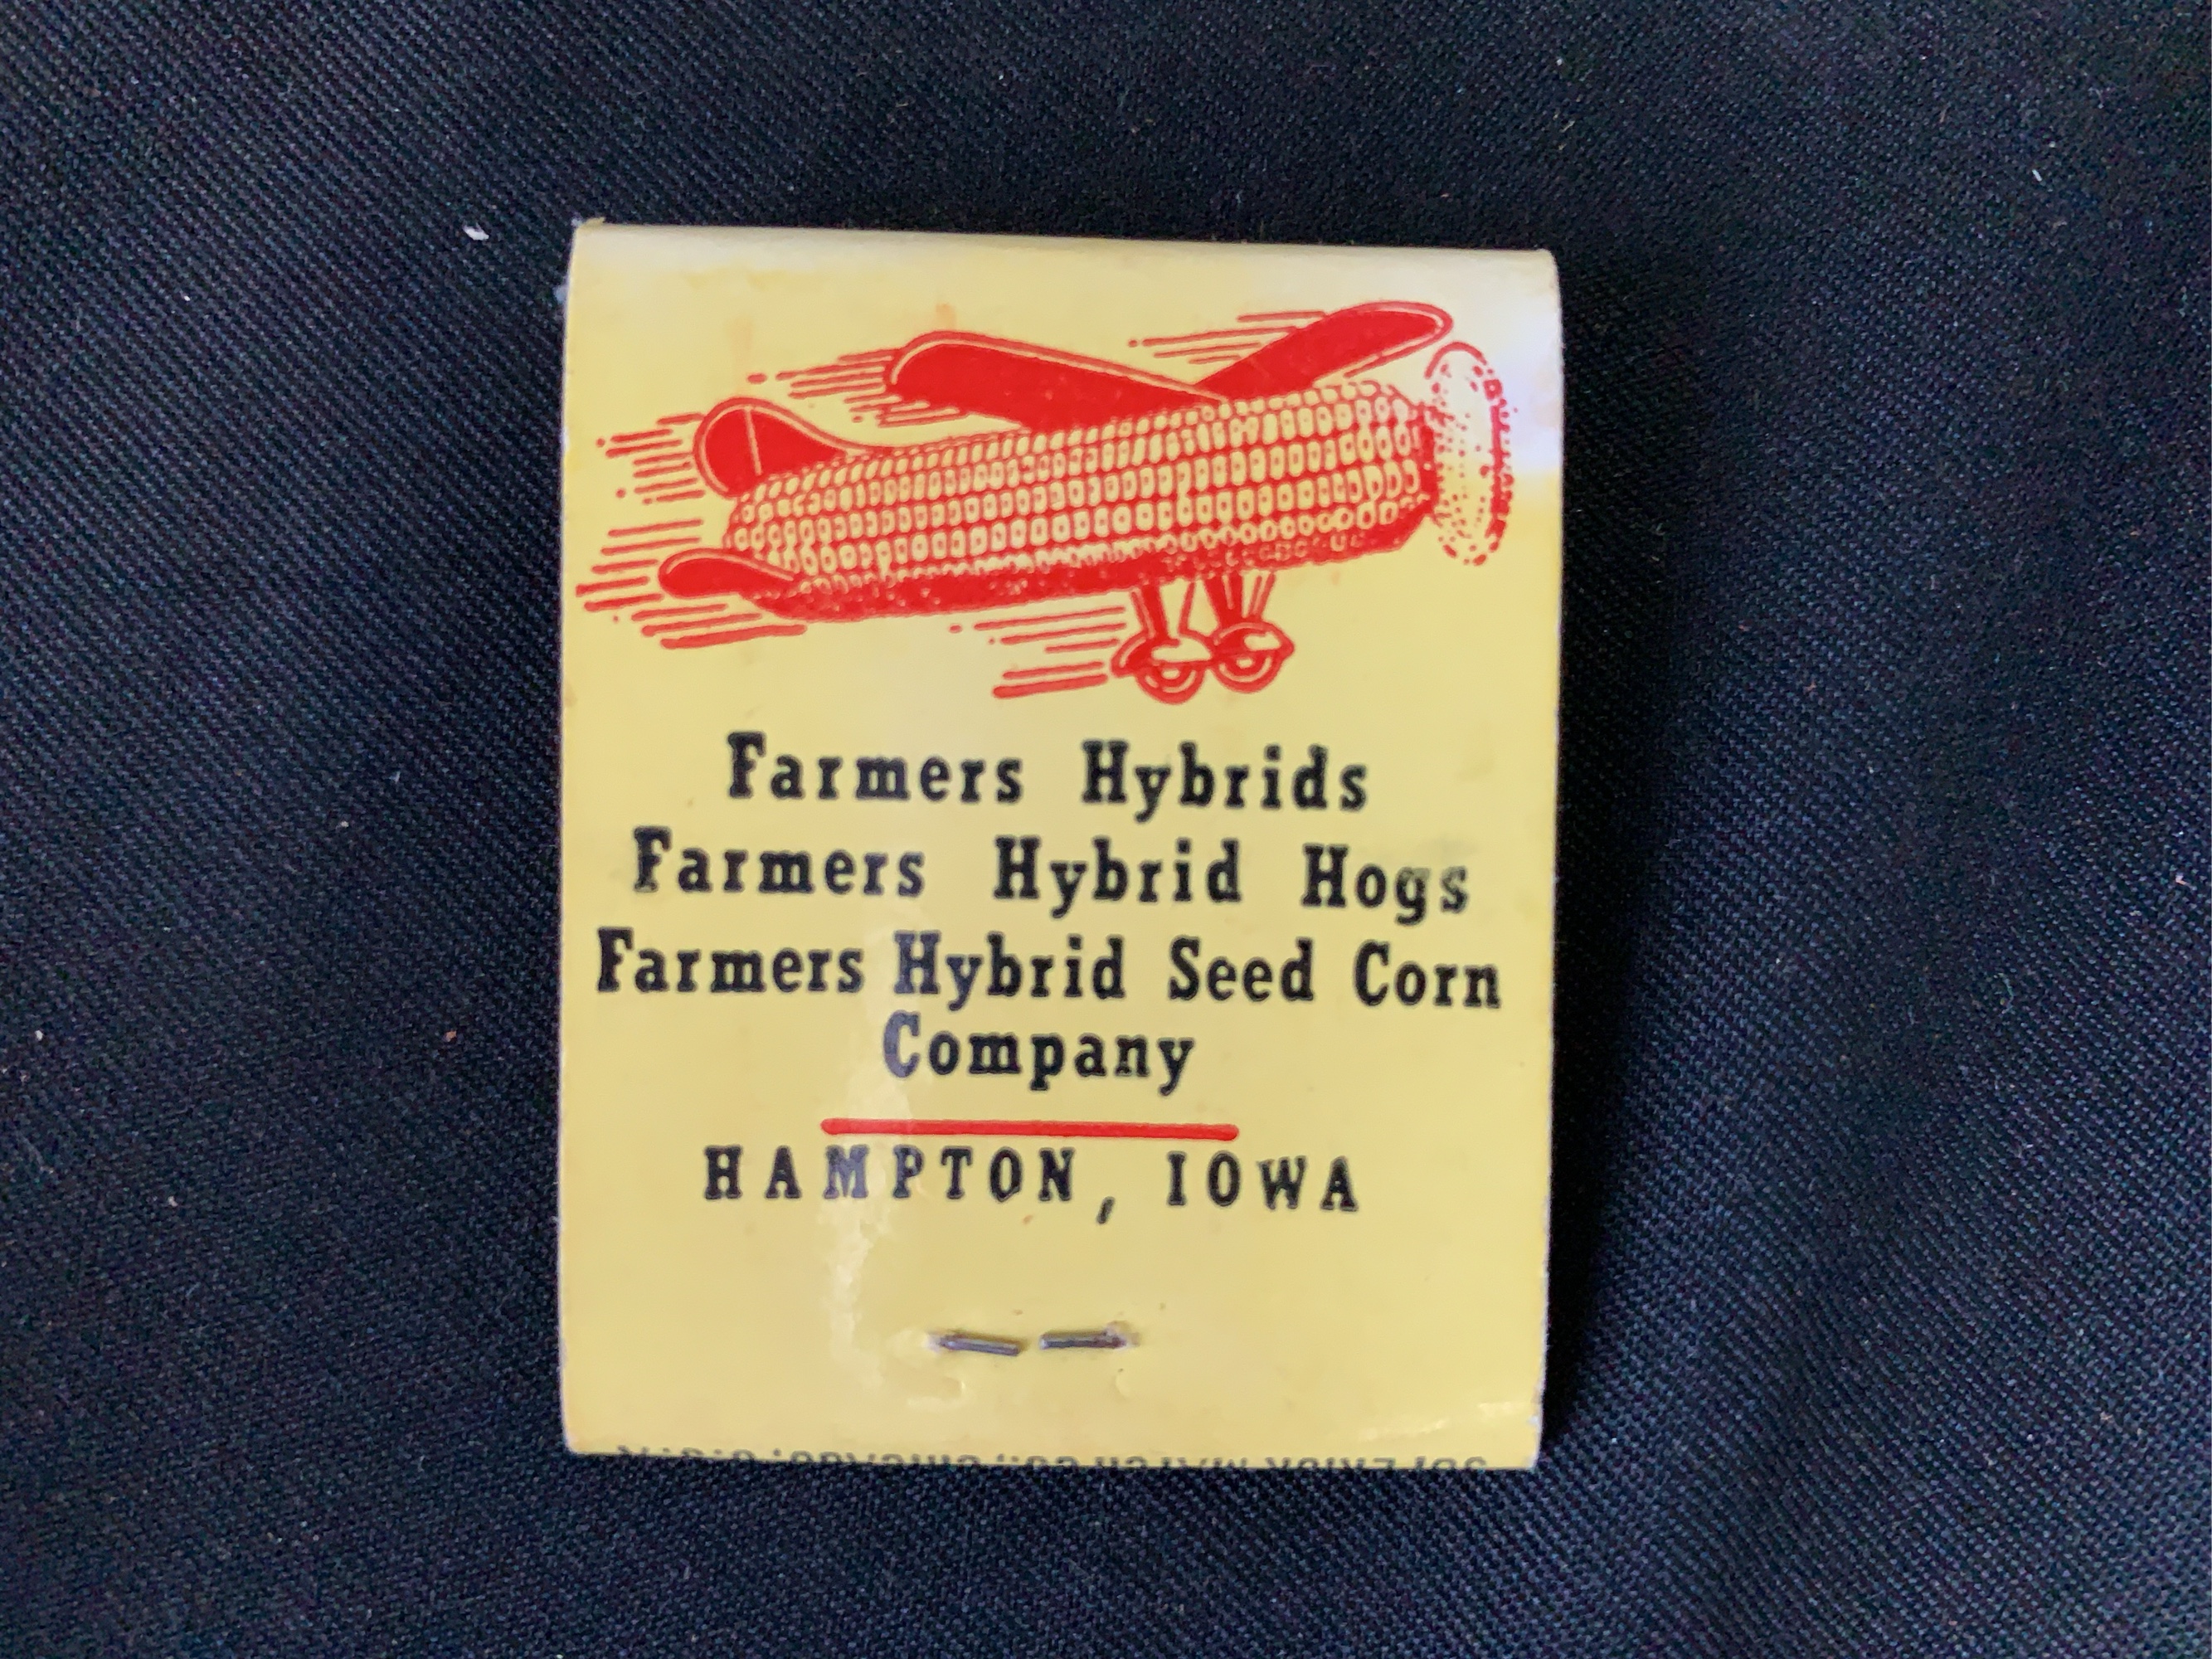 Farmers Hybrids
Farmers Hybrid Hogs
Farmers Hybrid Seed Corn
Company
HAMPTON, IOWA